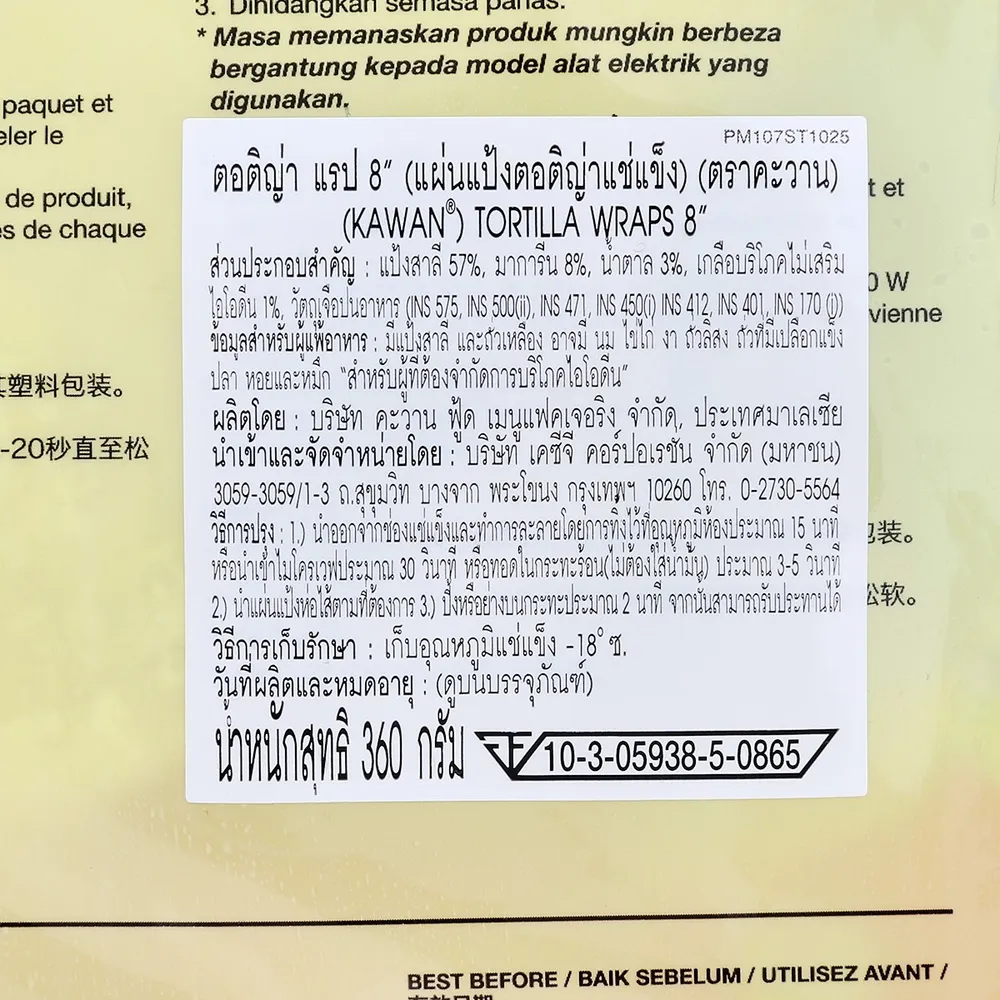 3. Dihidangkan semasa panas.
* Masa memanaskan produk mungkin berbeza
bergantung kepada model alat elektrik yang
digunakan.
paquet et
eler le
de produit,
es de chaque
塑料包装。
-20秒直至松
PM107ST1025
ตอติญ่า แรป 8" (แผ่นแป้งตอติญ่าแช่แข็ง) (ตราคะวาน)
(KAWAN®) TORTILLA WRAPS 8"
ส่วนประกอบสำคัญ : แป้งสาลี 57%, มาการีน 8%, น้ำตาล 3%, เกลือบริโภคไม่เสริม
ไอโอดีน 1%, วัตถุเจือปนอาหาร (INS 575, INS 500(ii), INS 471, INS 450(i) INS 412, INS 401, INS 170 (i))
ข้อมูลสำหรับผู้แพ้อาหาร : มีแป้งสาลี และถั่วเหลือง อาจมี นม ไข่ไก่ งา ถั่วลิสง ถั่วที่มีเปลือกแข็ง
ปลา หอยและหมึก "สำหรับผู้ที่ต้องจำกัดการบริโภคไอโอดีน"
ผลิตโดย : บริษัท คะวาน ฟู้ด เมนูแฟคเจอริง จำกัด, ประเทศมาเลเซีย
นำเข้าและจัดจำหน่ายโดย : บริษัท เคซีจี คอร์ปอเรชั่น จำกัด (มหาชน)
3059-3059/1-3 ถ.สุขุมวิท บางจาก พระโขนง กรุงเทพฯ 10260 โทร. 0-2730-5564
วิธีการปรุง : 1.) นำออกจากช่องแช่แข็งและทำการละลายโดยการทิ้งไว้ที่อุณหภูมิห้องประมาณ 15 นาที
หรือนำเข้าไมโครเวฟประมาณ 30 วินาที หรือทอดในกระทะร้อน(ไม่ต้องใส่น้ำมัน) ประมาณ 3-5 วินาที
2.) นำแผ่นแป้งห่อไส้ตามที่ต้องการ 3.) ปิ้งหรือย่างบนกระทะประมาณ 2 นาที จากนั้นสามารถรับประทานได้
วิธีการเก็บรักษา : เก็บอุณหภูมิแช่แข็ง -18° ซ.
วันที่ผลิตและหมดอายุ : (ดูบนบรรจุภัณฑ์)
น้ำหนักสุทธิ 360 กรัม
10-3-05938-5-0865
t et
0 W
vienne
包装。
松软。
BEST BEFORE / BAIK SEBELUM / UTILISEZ AVANT /